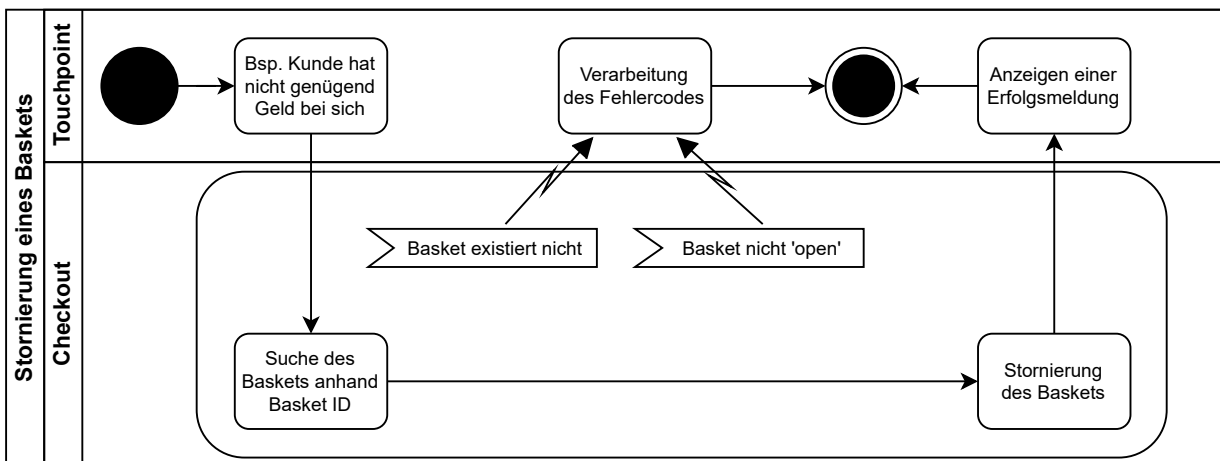 Stornierung eines Baskets
Touchpoint
Bsp. Kunde hat
nicht genügend
Geld bei sich
Verarbeitung
des Fehlercodes
Anzeigen einer
Erfolgsmeldung
Checkout
Basket existiert nicht
Basket nicht 'open'
Suche des
Baskets anhand
Basket ID
Stornierung
des Baskets